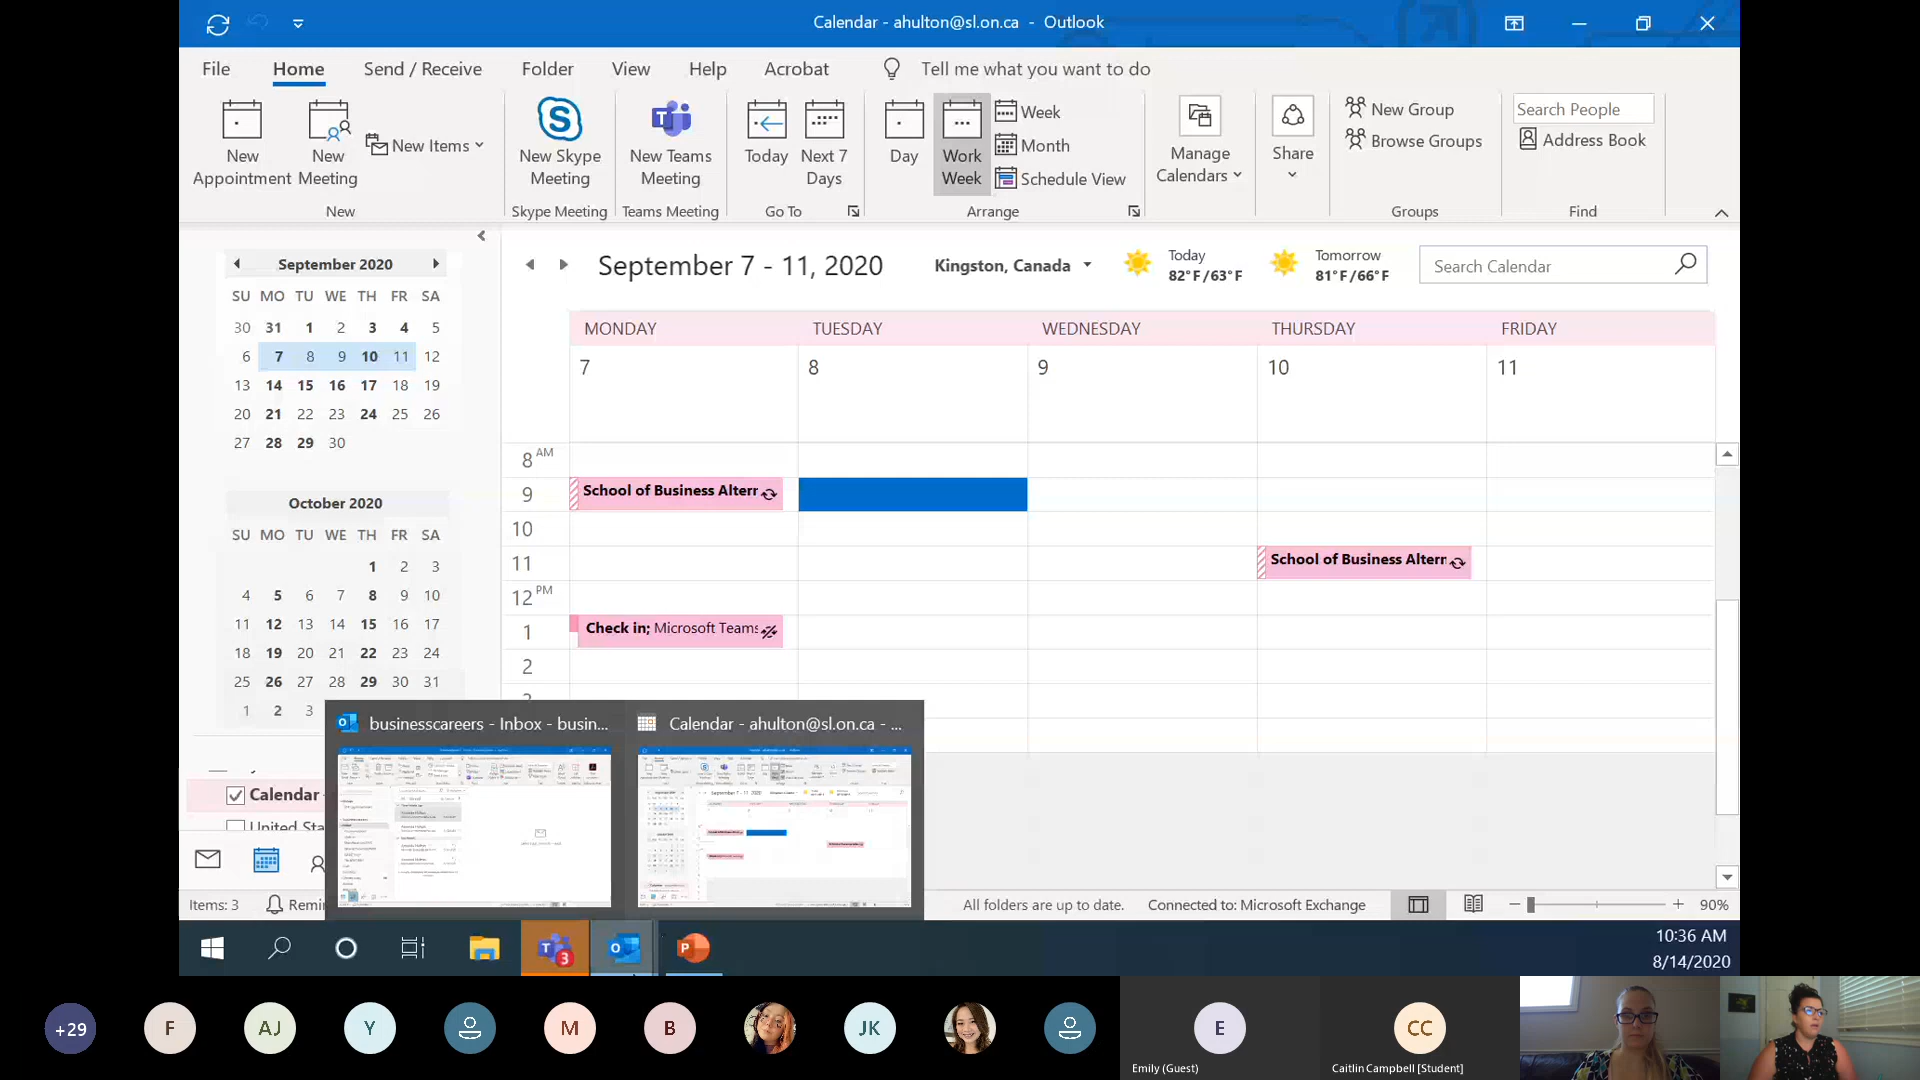 Calendar - ahulton@sl.on.ca - Outlook
File Home Send / Receive Folder View Help Acrobat Tell me what you want to do
New Appointment
New Meeting
New Items
New
New Skype Meeting
Skype Meeting
New Teams Meeting
Teams Meeting
Today
Next 7 Days
Go To
Day
Work Week
Week
Month
Schedule View
Arrange
Manage Calendars
Share
New Group
Browse Groups
Groups
Search People
Address Book
Find
September 2020
SU MO TU WE TH FR SA
30 31 1 2 3 4 5
6 7 8 9 10 11 12
13 14 15 16 17 18 19
20 21 22 23 24 25 26
27 28 29 30
October 2020
SU MO TU WE TH FR SA
1 2 3
4 5 6 7 8 9 10
11 12 13 14 15 16 17
18 19 20 21 22 23 24
25 26 27 28 29 30 31
1 2 3
Calendar
United Sta
September 7 - 11, 2020
Kingston, Canada
Today
82°F/63°F
Tomorrow
81°F/66°F
Search Calendar
MONDAY TUESDAY WEDNESDAY THURSDAY FRIDAY
7 8 9 10 11
8 AM
9 School of Business Altern
10
11 School of Business Altern
12 PM
1 Check in; Microsoft Teams
2
businesscareers - Inbox - busin...
Calendar - ahulton@sl.on.ca - ...
Items: 3 Remi
All folders are up to date. Connected to: Microsoft Exchange 90%
3
10:36 AM
8/14/2020
+29 F AJ Y M B JK E CC
Emily (Guest)
Caitlin Campbell [Student]